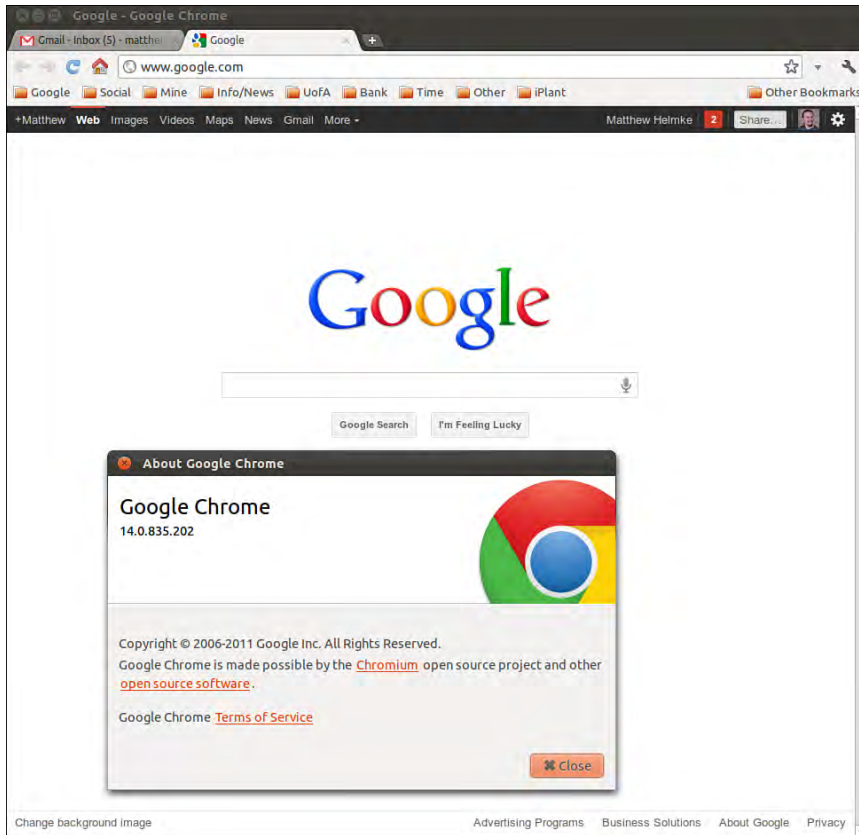 Google - Google Chrome
Gmail - Inbox (5) - matthe
Google
www.google.com
Google Social Mine Info/News UofA Bank Time Other iPlant Other Bookmarks
+Matthew Web Images Videos Maps News Gmail More Matthew Helmke 2 Share...
Google
Google Search I'm Feeling Lucky
About Google Chrome
Google Chrome
14.0.835.202
Copyright © 2006-2011 Google Inc. All Rights Reserved.
Google Chrome is made possible by the Chromium open source project and other
open source software.
Google Chrome Terms of Service
Close
Change background image Advertising Programs Business Solutions About Google Privacy